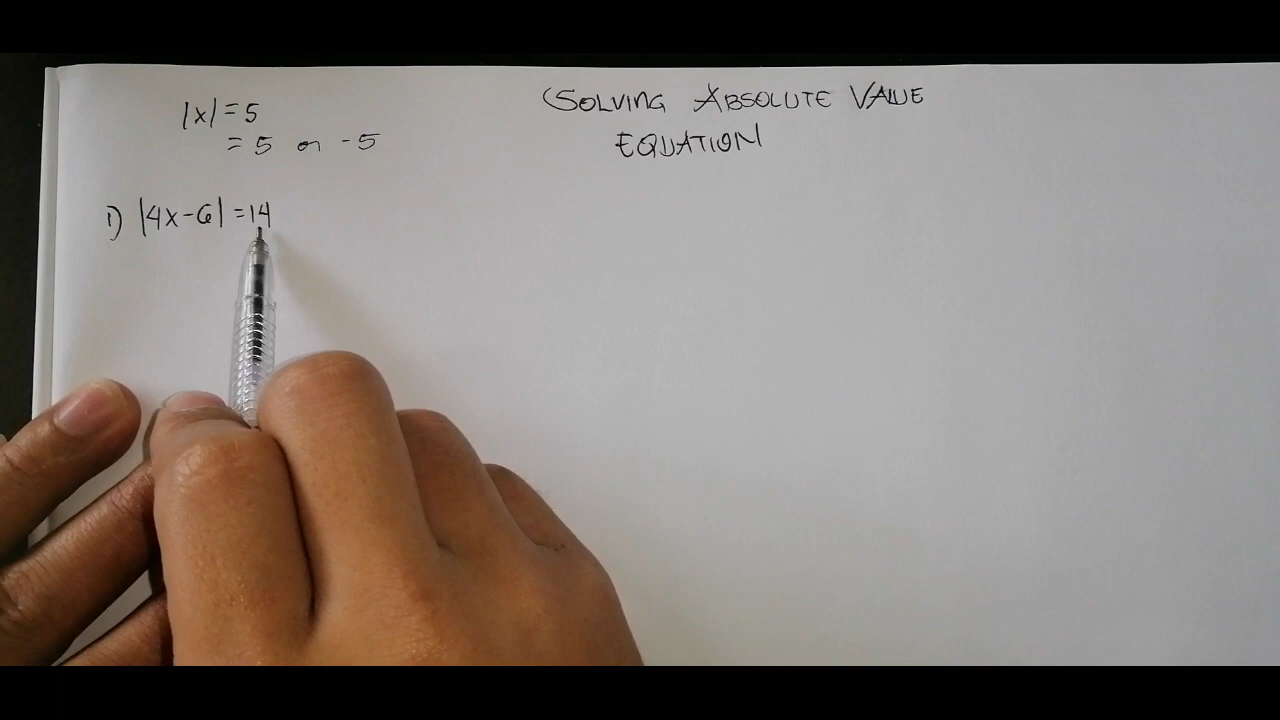 SOLVING ABSOLUTE VALUE
EQUATION
|x| = 5
= 5 or -5
1) |4x-6| = 14